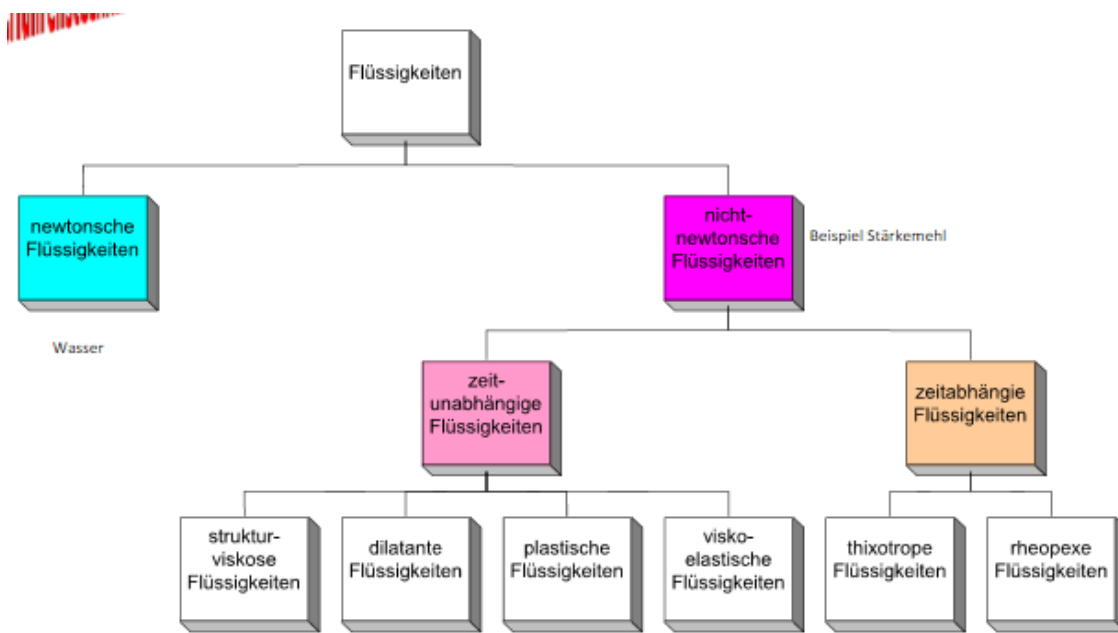 Flüssigkeiten
newtonsche
Flüssigkeiten
nicht-
newtonsche
Flüssigkeiten
Beispiel Stärkemehl
Wasser
zeit-
unabhängige
Flüssigkeiten
zeitabhängie
Flüssigkeiten
struktur-
viskose
Flüssigkeiten
dilatante
Flüssigkeiten
plastische
Flüssigkeiten
visko-
elastische
Flüssigkeiten
thixotrope
Flüssigkeiten
rheopexe
Flüssigkeiten